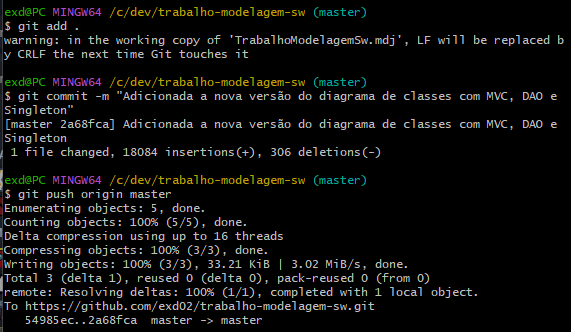 exd@PC MINGW64 /c/dev/trabalho-modelagem-sw (master)
$ git add .
warning: in the working copy of 'TrabalhoModelagemSw.mdj', LF will be replaced b
y CRLF the next time Git touches it
exd@PC MINGW64 /c/dev/trabalho-modelagem-sw (master)
$ git commit -m "Adicionada a nova versão do diagrama de classes com MVC, DAO e
Singleton"
[master 2a68fca] Adicionada a nova versão do diagrama de classes com MVC, DAO e
Singleton
 1 file changed, 18084 insertions(+), 306 deletions(-)
exd@PC MINGW64 /c/dev/trabalho-modelagem-sw (master)
$ git push origin master
Enumerating objects: 5, done.
Counting objects: 100% (5/5), done.
Delta compression using up to 16 threads
Compressing objects: 100% (3/3), done.
Writing objects: 100% (3/3), 33.21 KiB | 3.02 MiB/s, done.
Total 3 (delta 1), reused 0 (delta 0), pack-reused 0 (from 0)
remote: Resolving deltas: 100% (1/1), completed with 1 local object.
To https://github.com/exd02/trabalho-modelagem-sw.git
   54985ec..2a68fca  master -> master